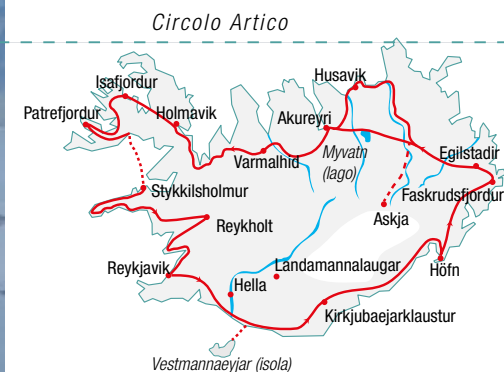 Circolo Artico
Isafjordur
Husavik
Patrefjordur
Holmavik
Akureyri
Varmalhid
Myvatn
(lago)
Egilstadir
Stykkilsholmur
Faskrudsfjordur
Askja
Reykholt
Reykjavik
Landamannalaugar
Höfn
Hella
Kirkjubaejarklaustur
Vestmannaeyjar (isola)